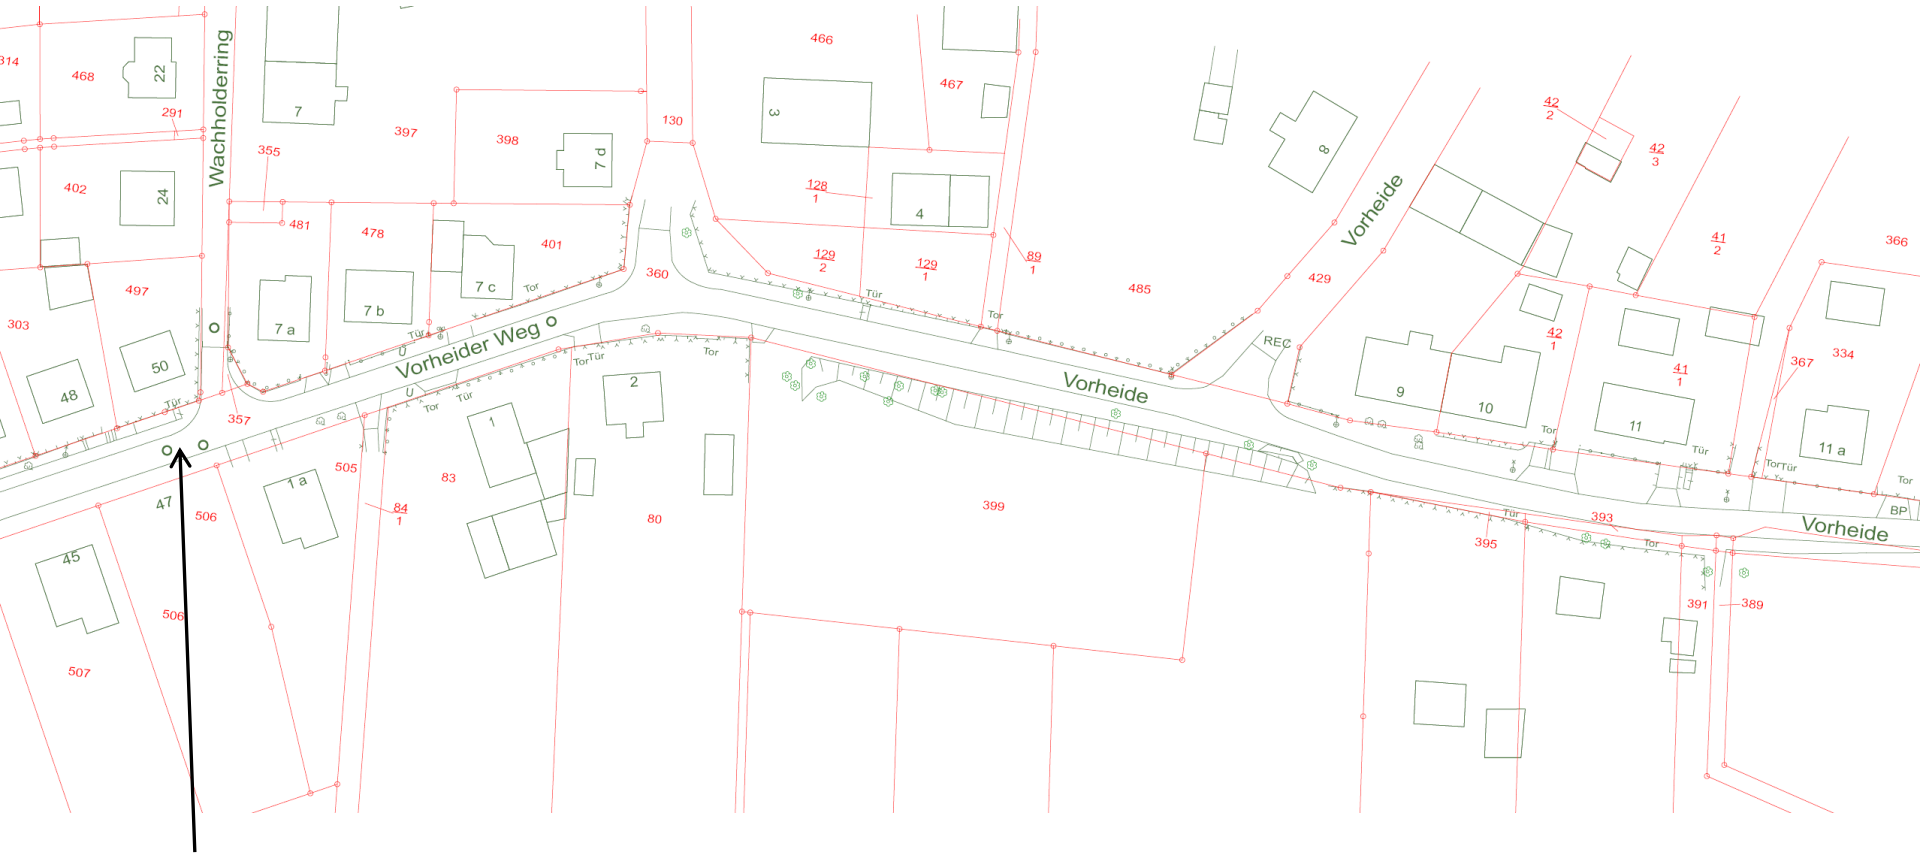 466
314
468
22
467
Wachholderring
291
7
397
355
398
7 d
130
3
8
42
2
42
3
402
24
128
1
4
Vorheide
481
478
401
129
2
129
1
89
1
485
429
41
2
366
497
360
Tor
7 c
Tür
7 b
303
7 a
Tür
Ü
Vorheider Weg
Tor
REC
42
1
334
367
41
1
50
48
Tür
Tor
Tür
Tor
2
Vorheide
9
10
Ü
Tor
Tür
357
1
11
Tor
Tür
11 a
505
83
1 a
Tor
Tür
Tor
47
506
84
1
80
399
Tür
393
BP
Vorheide
395
Tor
45
506
391
389
507